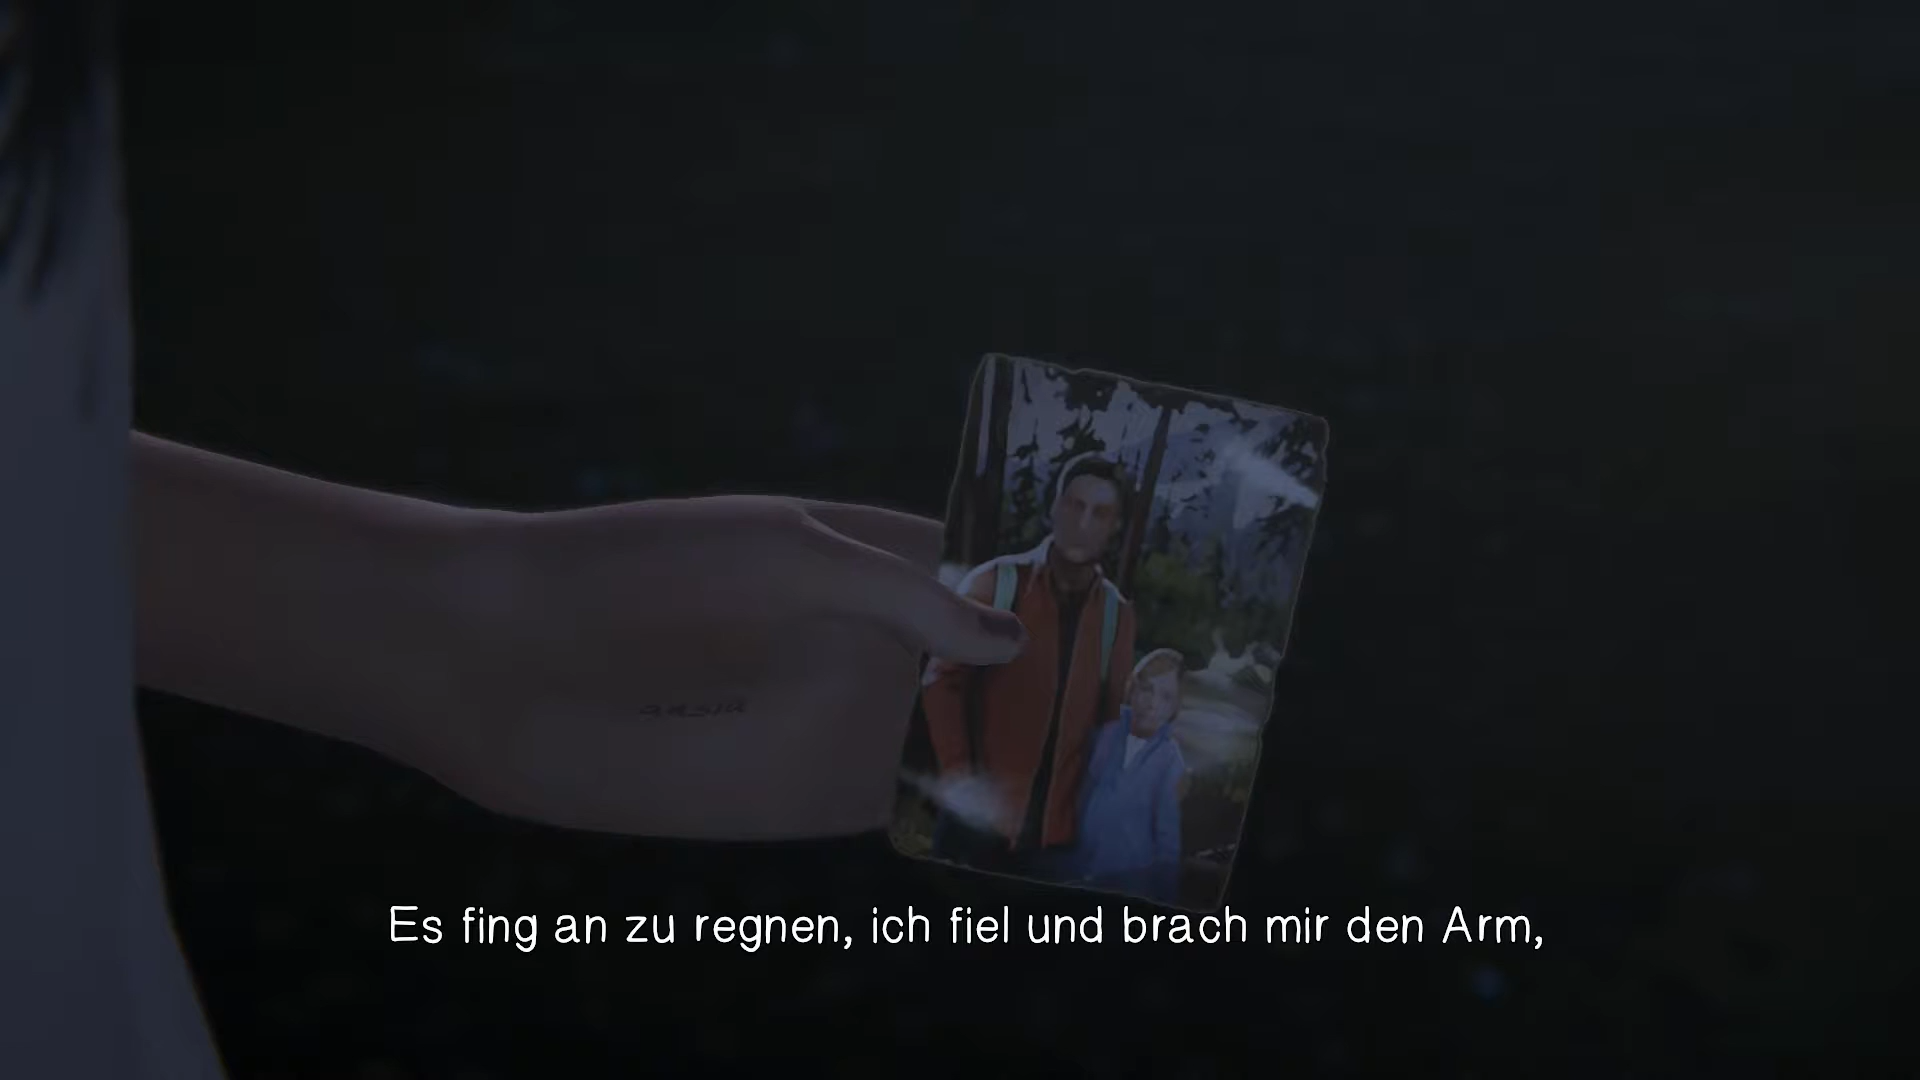 Es fing an zu regnen, ich fiel und brach mir den Arm,